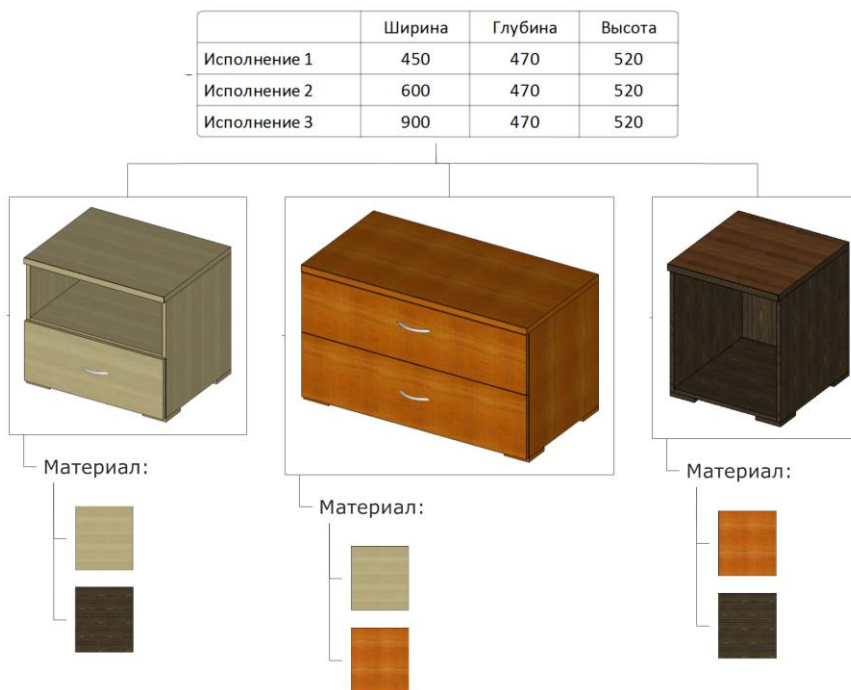 Ширина Глубина Высота
Исполнение 1 450 470 520
Исполнение 2 600 470 520
Исполнение 3 900 470 520
Материал:
Материал:
Материал: